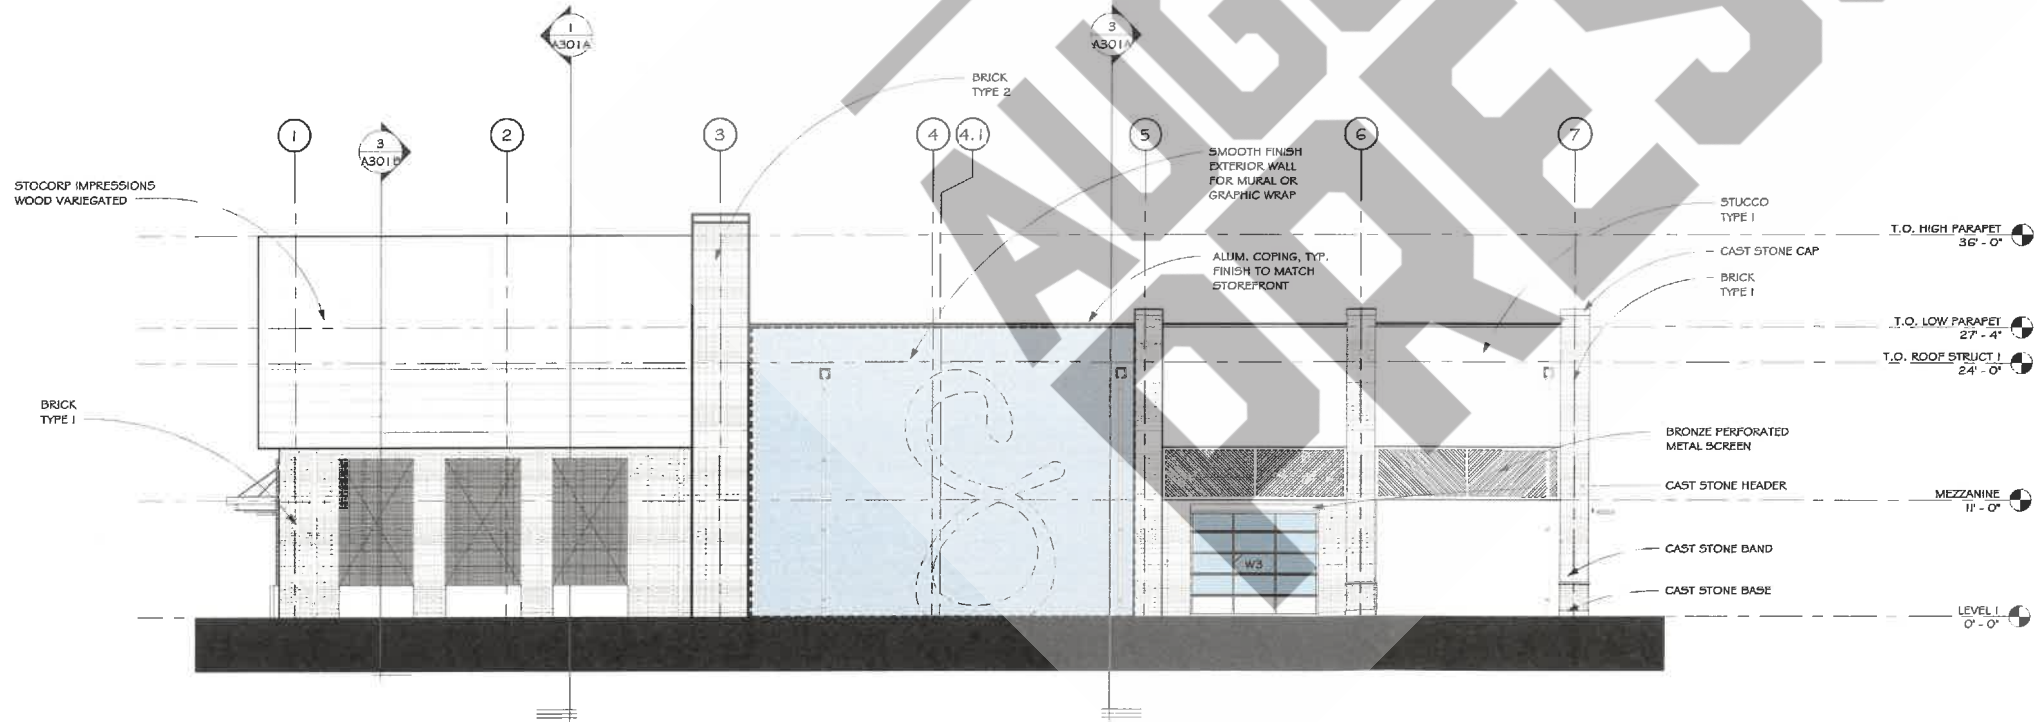 1
A301A
3
A301A
BRICK
TYPE 2
1
3
A301B
2
3
4
4.1
5
6
7
SMOOTH FINISH
EXTERIOR WALL
FOR MURAL OR
GRAPHIC WRAP
STOCORP IMPRESSIONS
WOOD VARIEGATED
STUCCO
TYPE 1
T.O. HIGH PARAPET
36' - 0"
CAST STONE CAP
ALUM. COPING, TYP.
FINISH TO MATCH
STOREFRONT
BRICK
TYPE 1
T.O. LOW PARAPET
27' - 4"
T.O. ROOF STRUCT 1
24' - 0"
BRICK
TYPE 1
BRONZE PERFORATED
METAL SCREEN
CAST STONE HEADER
MEZZANINE
11' - 0"
CAST STONE BAND
W3
CAST STONE BASE
LEVEL 1
0' - 0"